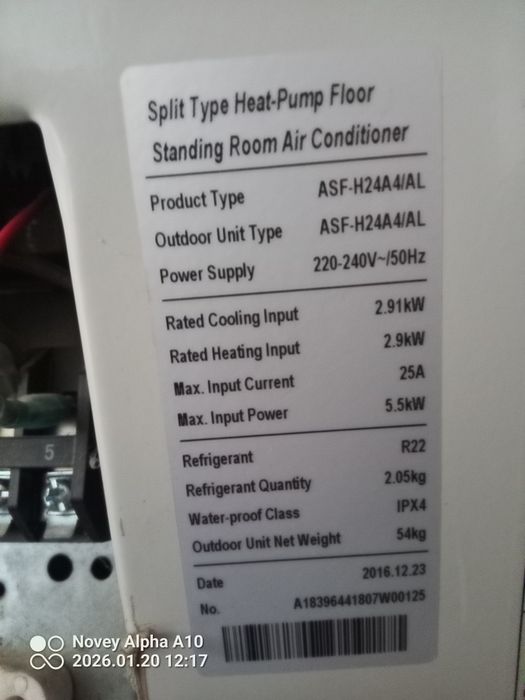 Split Type Heat-Pump Floor
Standing Room Air Conditioner
Product Type ASF-H24A4/AL
Outdoor Unit Type ASF-H24A4/AL
Power Supply 220-240V~/50Hz
Rated Cooling Input 2.91kW
Rated Heating Input 2.9kW
Max. Input Current 25A
Max. Input Power 5.5kW
Refrigerant R22
Refrigerant Quantity 2.05kg
Water-proof Class IPX4
Outdoor Unit Net Weight 54kg
Date 2016.12.23
No. A18396441807W00125
5
Novey Alpha A10
2026.01.20 12:17